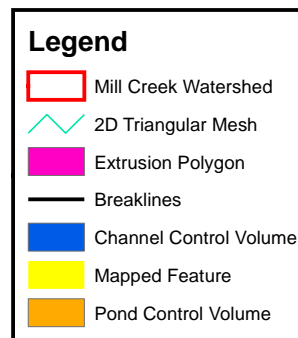 Legend
Mill Creek Watershed
2D Triangular Mesh
Extrusion Polygon
Breaklines
Channel Control Volume
Mapped Feature
Pond Control Volume